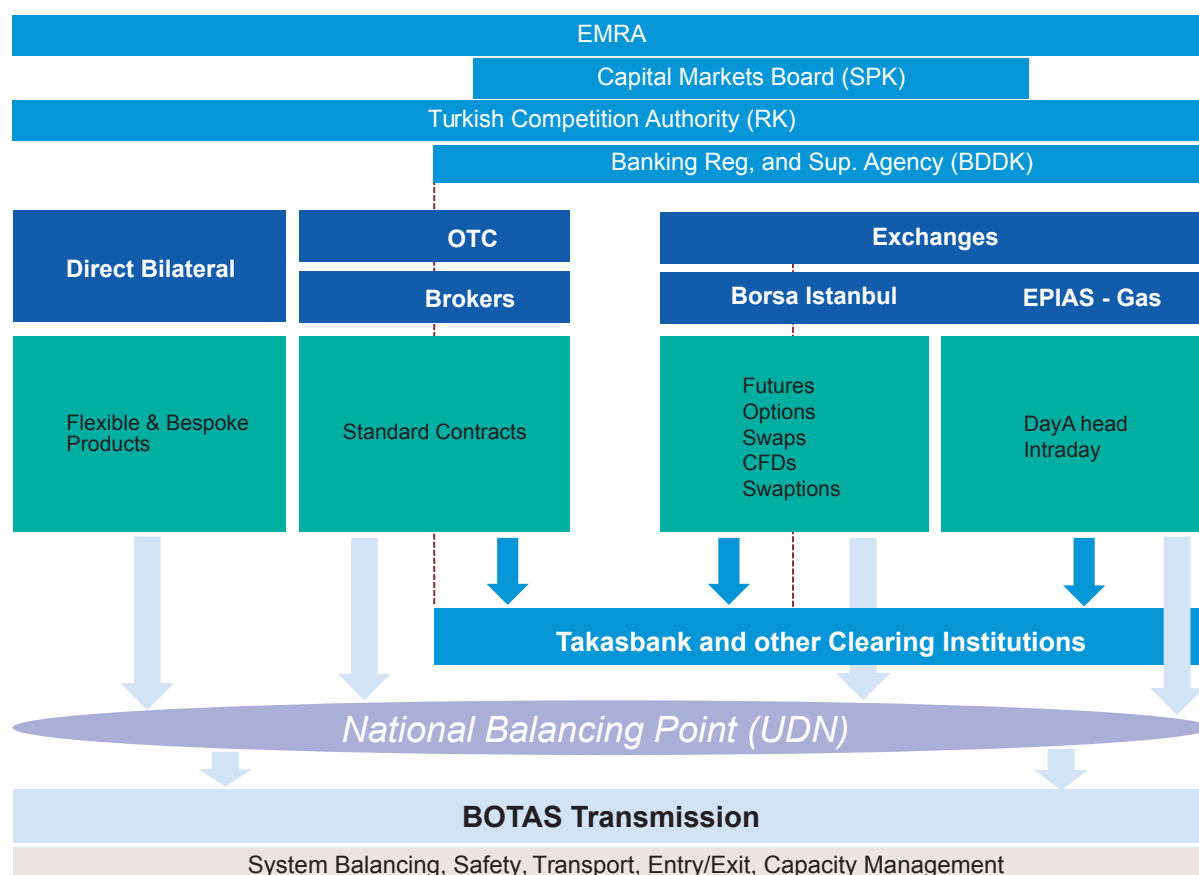 EMRA
Capital Markets Board (SPK)
Turkish Competition Authority (RK)
Banking Reg, and Sup. Agency (BDDK)
Direct Bilateral
OTC
Brokers
Exchanges
Borsa Istanbul
EPIAS - Gas
Flexible & Bespoke
Products
Standard Contracts
Futures
Options
Swaps
CFDs
Swaptions
DayA head
Intraday
Takasbank and other Clearing Institutions
National Balancing Point (UDN)
BOTAS Transmission
System Balancing, Safety, Transport, Entry/Exit, Capacity Management